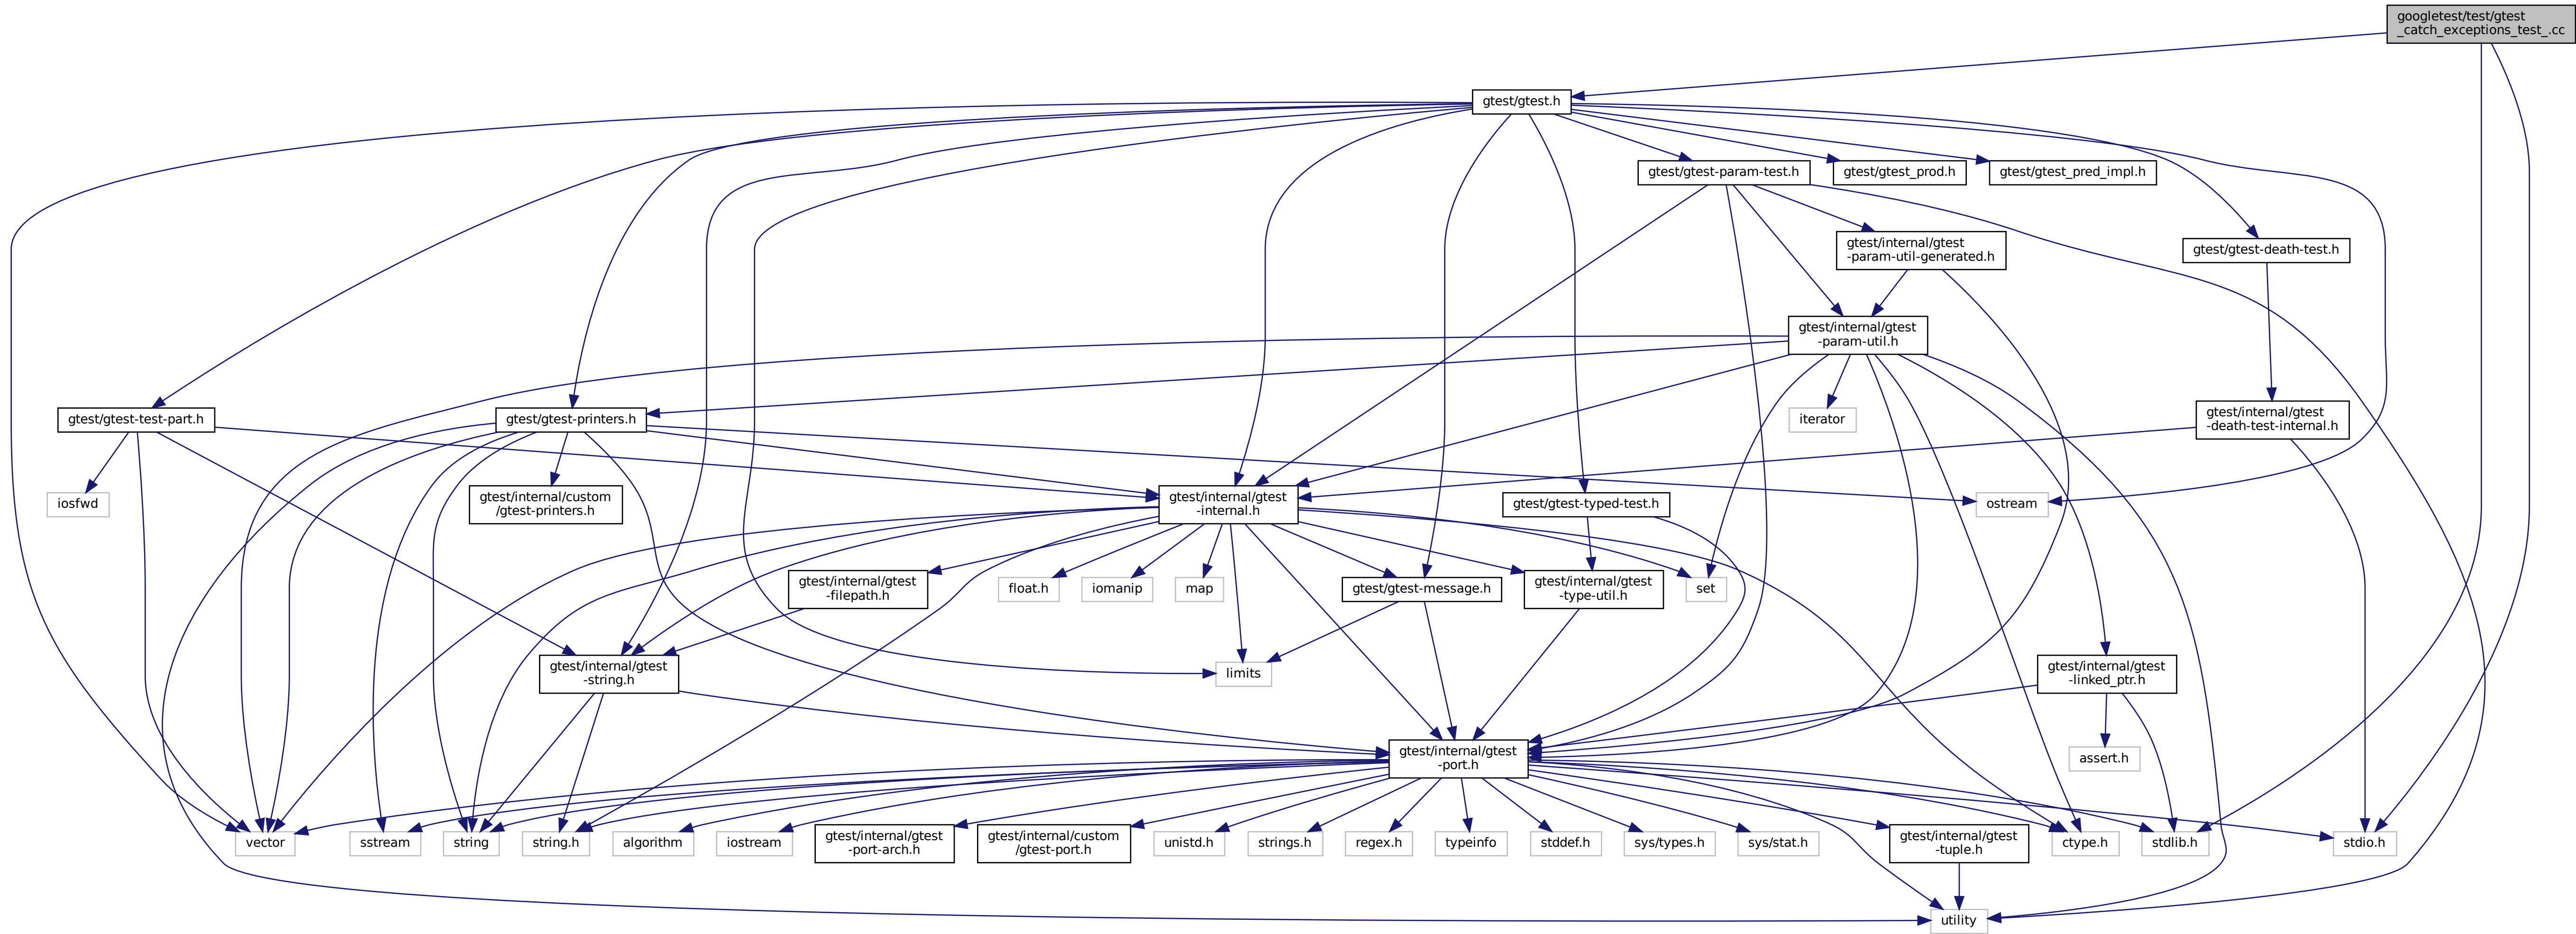 googletest/test/gtest
_catch_exceptions_test_.cc
gtest/gtest.h
gtest/gtest-param-test.h
gtest/gtest_prod.h
gtest/gtest_pred_impl.h
gtest/internal/gtest
-param-util-generated.h
gtest/gtest-death-test.h
gtest/internal/gtest
-param-util.h
gtest/gtest-test-part.h
gtest/gtest-printers.h
iterator
gtest/internal/gtest
-death-test-internal.h
iosfwd
gtest/internal/custom
/gtest-printers.h
gtest/internal/gtest
-internal.h
gtest/gtest-typed-test.h
ostream
gtest/internal/gtest
-filepath.h
float.h
iomanip
map
gtest/gtest-message.h
gtest/internal/gtest
-type-util.h
set
gtest/internal/gtest
-string.h
limits
gtest/internal/gtest
-linked_ptr.h
gtest/internal/gtest
-port.h
assert.h
vector
sstream
string
string.h
algorithm
iostream
gtest/internal/gtest
-port-arch.h
gtest/internal/custom
/gtest-port.h
unistd.h
strings.h
regex.h
typeinfo
stddef.h
sys/types.h
sys/stat.h
gtest/internal/gtest
-tuple.h
ctype.h
stdlib.h
stdio.h
utility